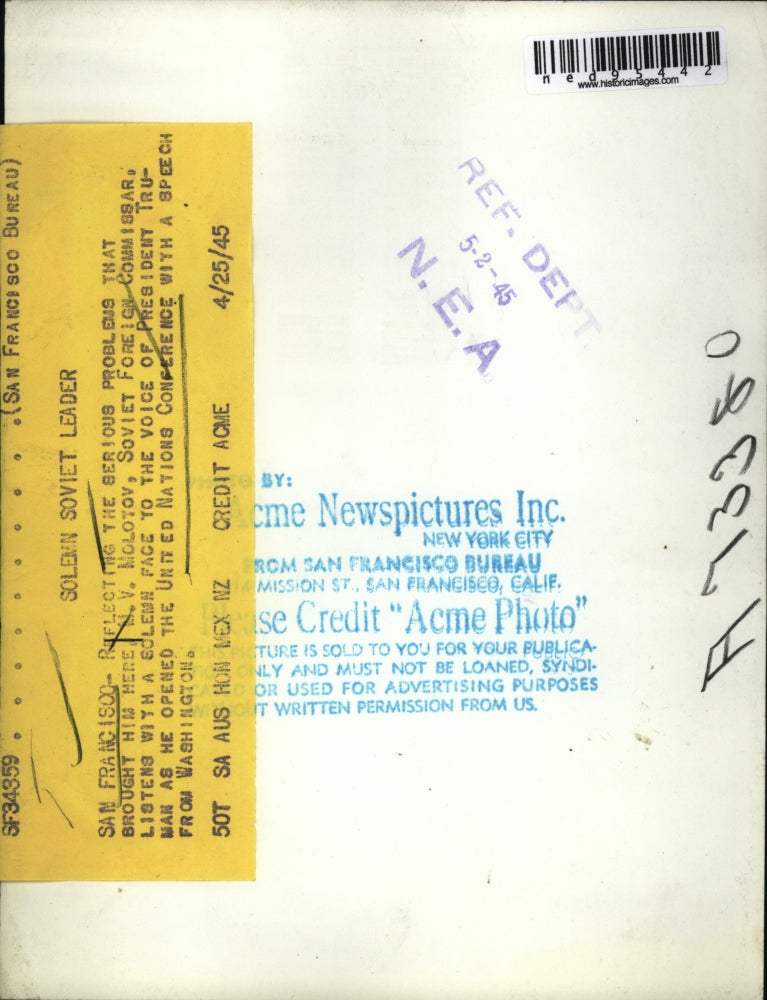 ned95442
www.historicimages.com
REF. DEPT.
5-2-45
N.E.A.
SF34359 . . . . . . . . . . (SAN FRANCISCO BUREAU)
SOLEMN SOVIET LEADER
SAN FRANCISCO-- REFLECTING THE SERIOUS PROBLEMS THAT
BROUGHT HIM HERE, V. MOLOTOV, SOVIET FOREIGN COMMISSAR,
LISTENS WITH A SOLEMN FACE TO THE VOICE OF PRESIDENT TRU-
MAN AS HE OPENED THE UNITED NATIONS CONFERENCE WITH A SPEECH
FROM WASHINGTON.
50T SA AUS HON MEX NZ CREDIT ACME 4/25/45
BY:
Acme Newspictures Inc.
NEW YORK CITY
FROM SAN FRANCISCO BUREAU
MISSION ST., SAN FRANCISCO, CALIF.
Please Credit "Acme Photo"
THIS PICTURE IS SOLD TO YOU FOR YOUR PUBLICA-
TION ONLY AND MUST NOT BE LOANED, SYNDI-
CATED OR USED FOR ADVERTISING PURPOSES
WITHOUT WRITTEN PERMISSION FROM US.